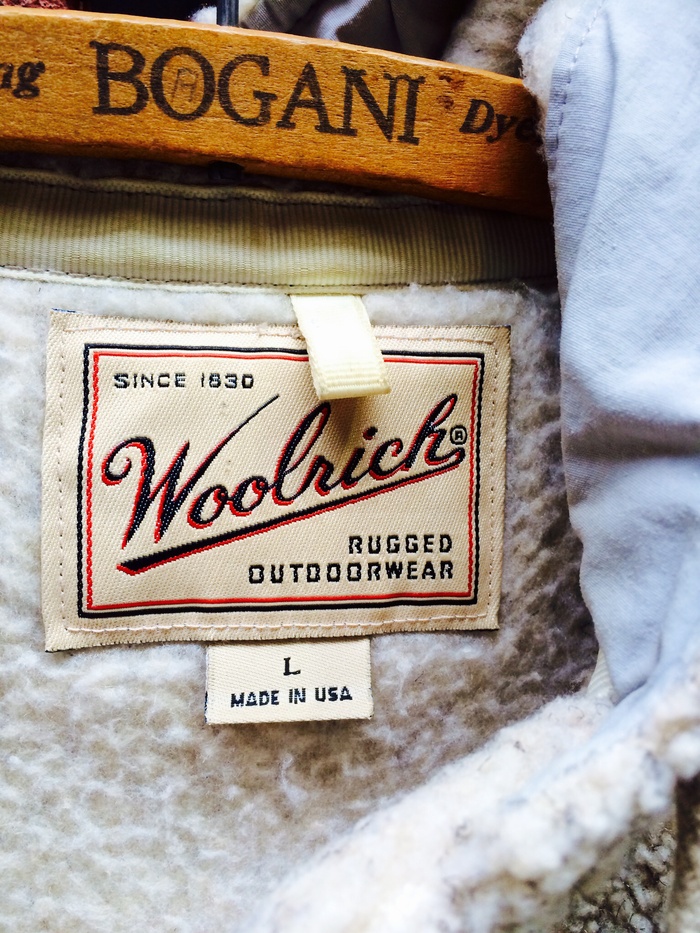 BOGANI
SINCE 1830
Woolrich®
RUGGED
OUTDOORWEAR
L
MADE IN USA